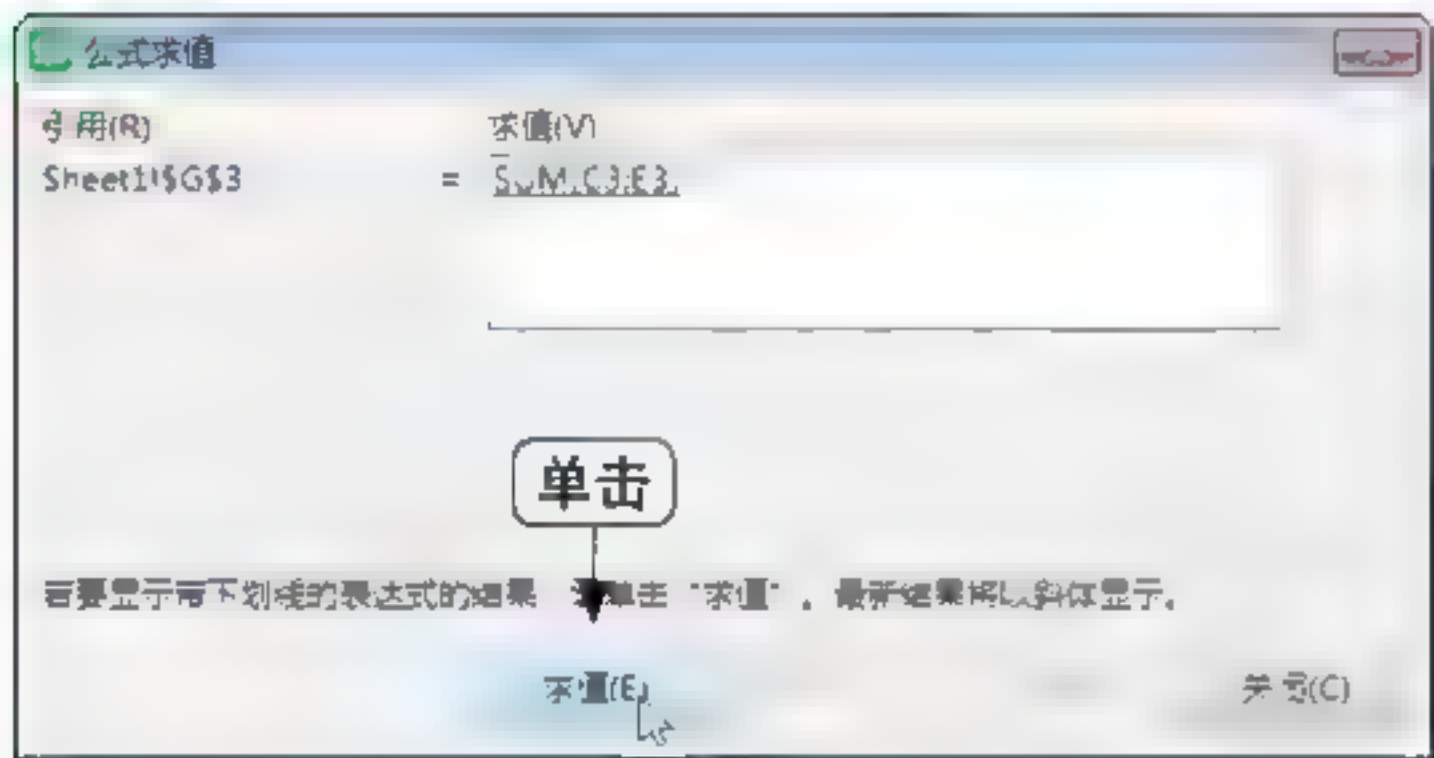 公式求值
引用(R) 求值(V)
Sheet1!$G$3 = SUM(C3:E3)
单击
若要显示带下划线的表达式的结果，请单击“求值”。最新结果将以斜体显示。
求值(E) 关闭(C)